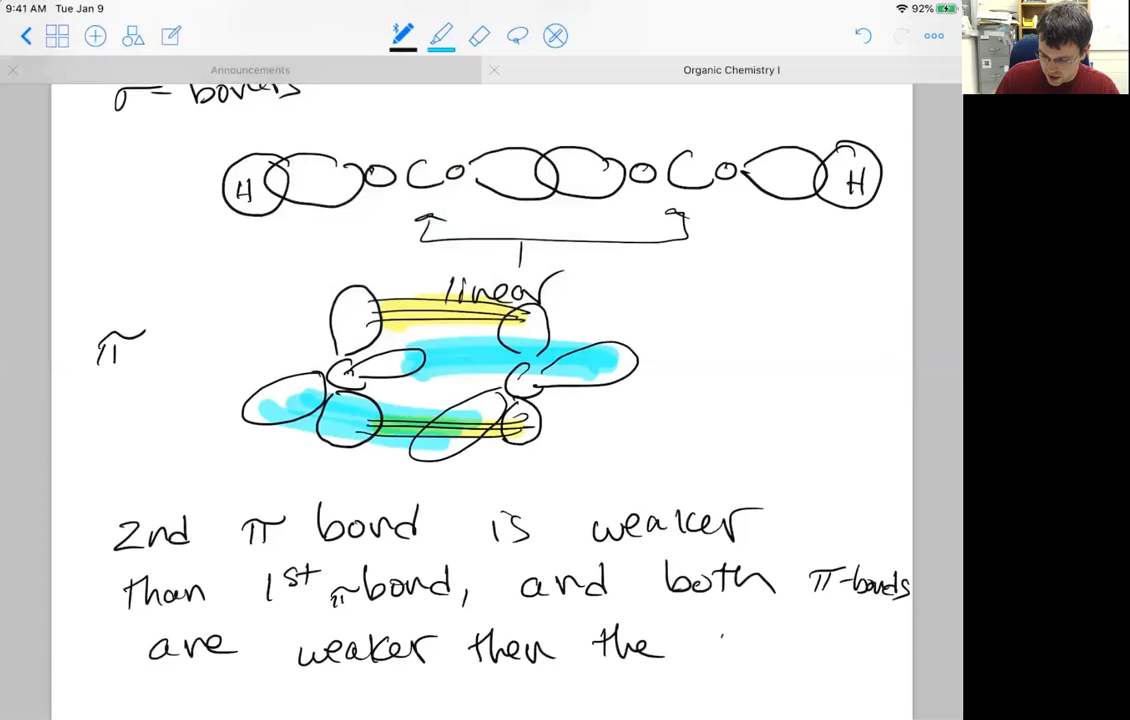 9:41 AM Tue Jan 9
92%
Announcements
Organic Chemistry I
σ - bonds
H C C H
linear
π
C C
2nd π bond is weaker
than 1st π bond, and both π-bonds
are weaker then the